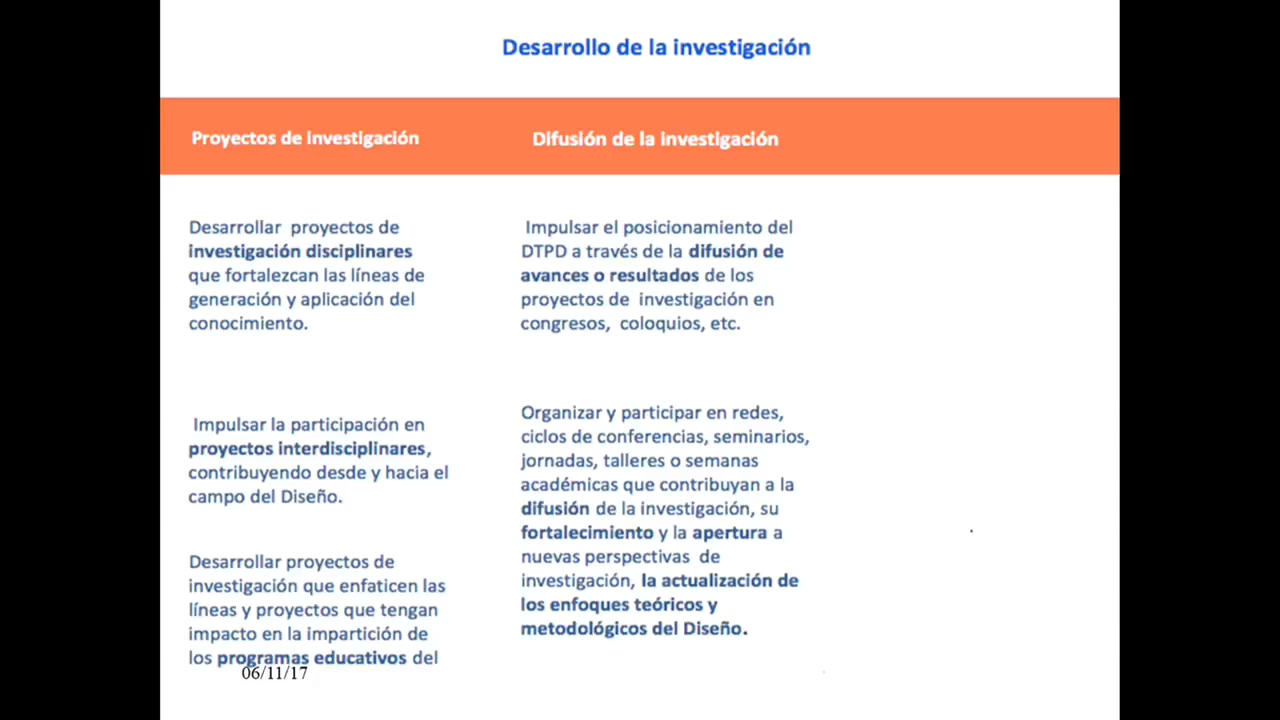 Desarrollo de la investigación
Proyectos de investigación
Difusión de la investigación
Desarrollar proyectos de
investigación disciplinares
que fortalezcan las líneas de
generación y aplicación del
conocimiento.
Impulsar la participación en
proyectos interdisciplinares,
contribuyendo desde y hacia el
campo del Diseño.
Desarrollar proyectos de
investigación que enfaticen las
líneas y proyectos que tengan
impacto en la impartición de
los programas educativos del
Impulsar el posicionamiento del
DTPD a través de la difusión de
avances o resultados de los
proyectos de investigación en
congresos, coloquios, etc.
Organizar y participar en redes,
ciclos de conferencias, seminarios,
jornadas, talleres o semanas
académicas que contribuyan a la
difusión de la investigación, su
fortalecimiento y la apertura a
nuevas perspectivas de
investigación, la actualización de
los enfoques teóricos y
metodológicos del Diseño.
06/11/17